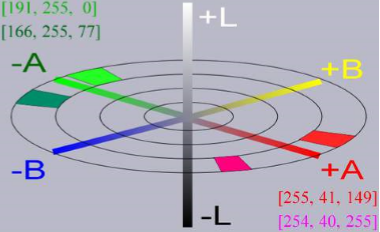 [191, 255, 0]
[166, 255, 77]
+L
-A
+B
-B
+A
-L
[255, 41, 149]
[254, 40, 255]